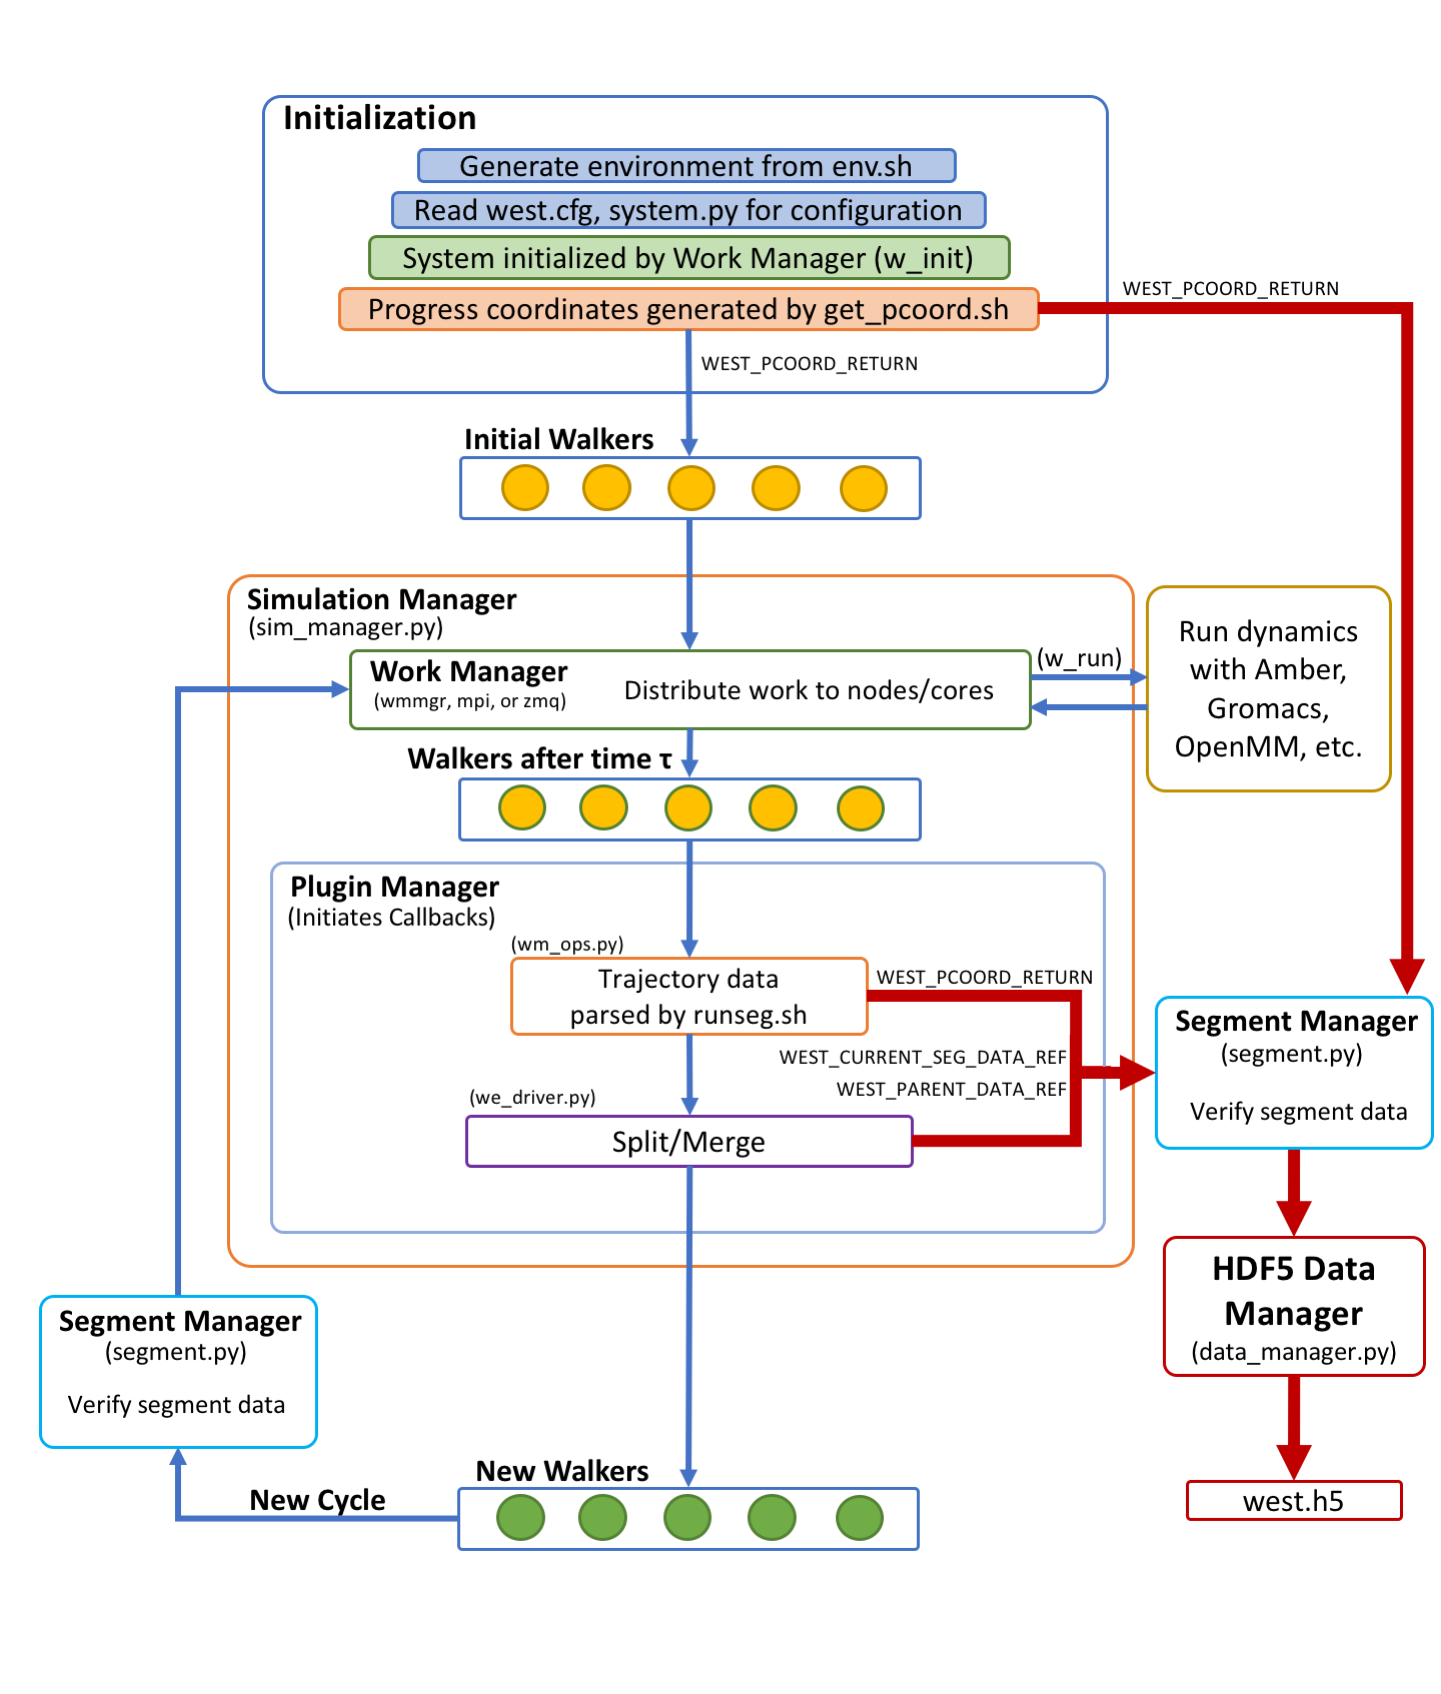 Initialization
Generate environment from env.sh
Read west.cfg, system.py for configuration
System initialized by Work Manager (w_init)
Progress coordinates generated by get_pcoord.sh
WEST_PCOORD_RETURN
WEST_PCOORD_RETURN
Initial Walkers
Simulation Manager
(sim_manager.py)
Work Manager
(wmmgr, mpi, or zmq)
Distribute work to nodes/cores
(w_run)
Run dynamics
with Amber,
Gromacs,
OpenMM, etc.
Walkers after time τ
Plugin Manager
(Initiates Callbacks)
(wm_ops.py)
Trajectory data
parsed by runseg.sh
WEST_PCOORD_RETURN
WEST_CURRENT_SEG_DATA_REF
WEST_PARENT_DATA_REF
(we_driver.py)
Split/Merge
Segment Manager
(segment.py)
Verify segment data
HDF5 Data
Manager
(data_manager.py)
west.h5
Segment Manager
(segment.py)
Verify segment data
New Walkers
New Cycle